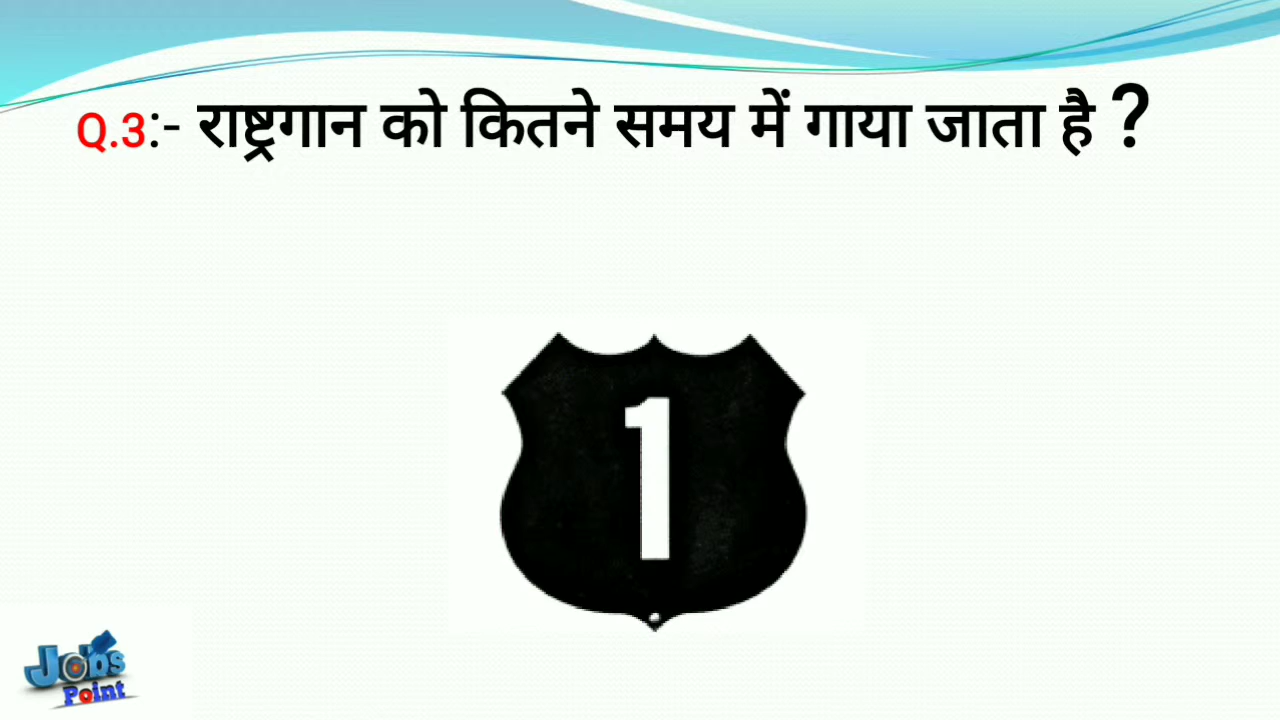 Q.3:- राष्ट्रगान को कितने समय में गाया जाता है ?
1
Jobs
Point